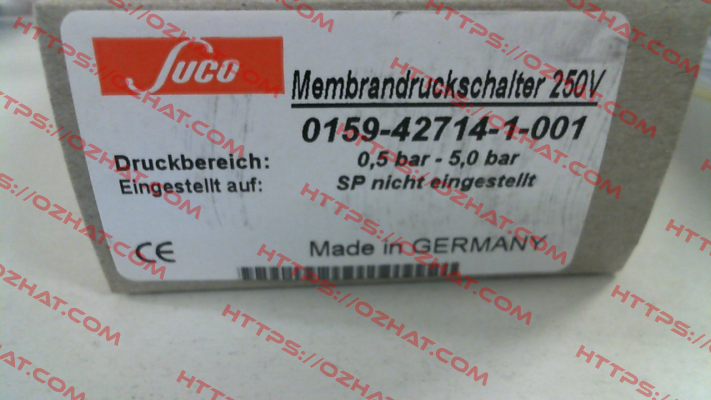 SUCO
Membrandruckschalter 250V
0159-42714-1-001
Druckbereich: 0,5 bar - 5,0 bar
Eingestellt auf: SP nicht eingestellt
CE Made in GERMANY
HTTPS://OZHAT.COM